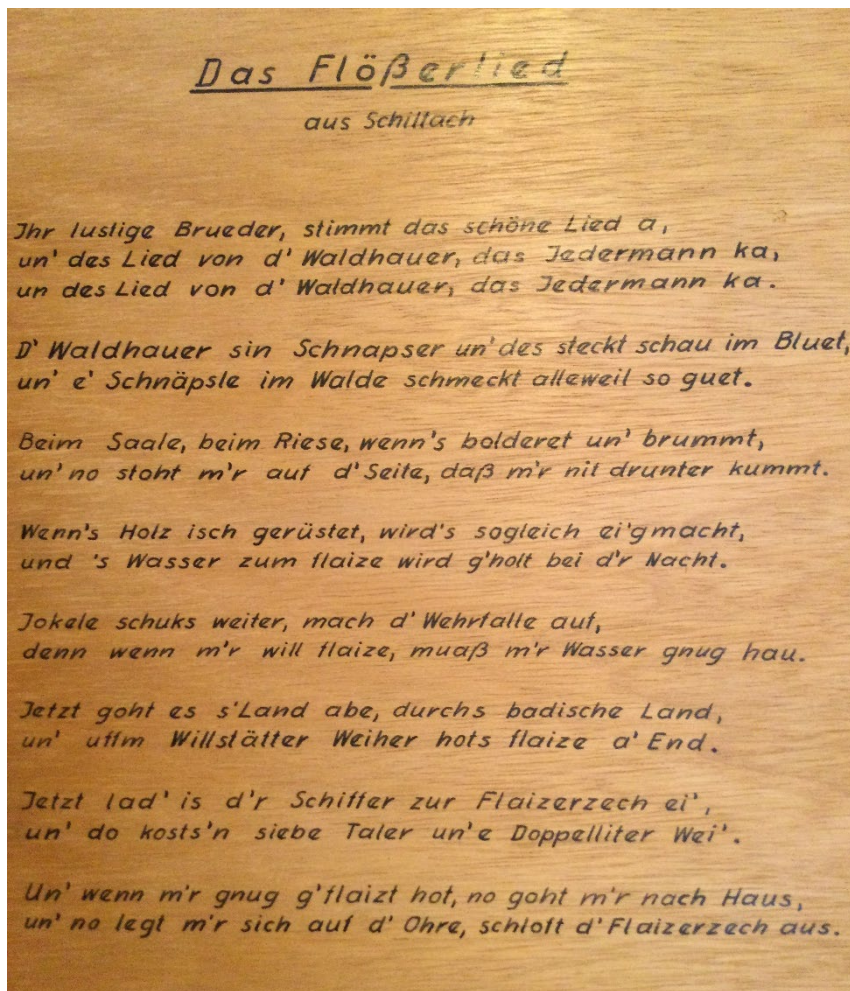 Das Flößerlied
aus Schiltach
Ihr lustige Brueder, stimmt das schöne Lied a,
un' des Lied von d' Waldhauer, das Jedermann ka,
un des Lied von d' Waldhauer, das Jedermann ka.
D' Waldhauer sin Schnapser un' des steckt schau im Bluet,
un' e' Schnäpsle im Walde schmeckt alleweil so guet.
Beim Saale, beim Riese, wenn's bolderet un' brummt,
un' no stoht m'r auf d' Seite, daß m'r nit drunter kummt.
Wenn's Holz isch gerüstet, wird's sogleich ei'gmacht,
und 's Wasser zum flaize wird g'holt bei d'r Nacht.
Jokele schuks weiter, mach d' Wehrfalle auf,
denn wenn m'r will flaize, muaß m'r Wasser gnug hau.
Jetzt goht es s'Land abe, durchs badische Land,
un' uffm Willstätter Weiher hots flaize a' End.
Jetzt lad' is d'r Schiffer zur Flaizerzech ei',
un' do kosts'n siebe Taler un' e Doppelliter Wei'.
Un' wenn m'r gnug g'flaizt hot, no goht m'r nach Haus,
un' no legt m'r sich auf d' Ohre, schloft d' Flaizerzech aus.